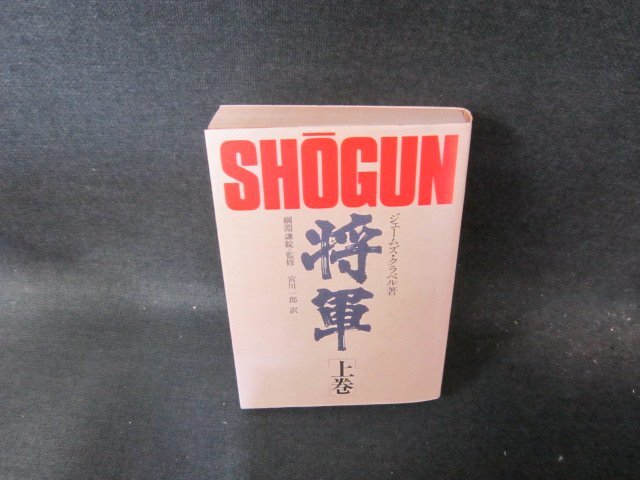 SHŌGUN
ジェームズ・クラベル著
将軍
上巻
綱淵謙錠 監修
宮川一郎 訳